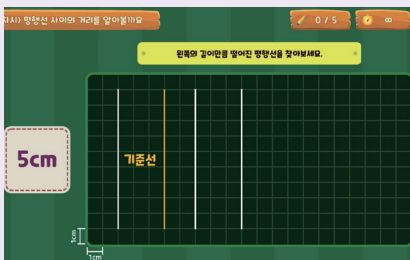 차시) 평행선 사이의 거리를 알아볼까요
0 / 5
∞
왼쪽의 길이만큼 떨어진 평행선을 찾아보세요.
5cm
기준선
1cm
1cm